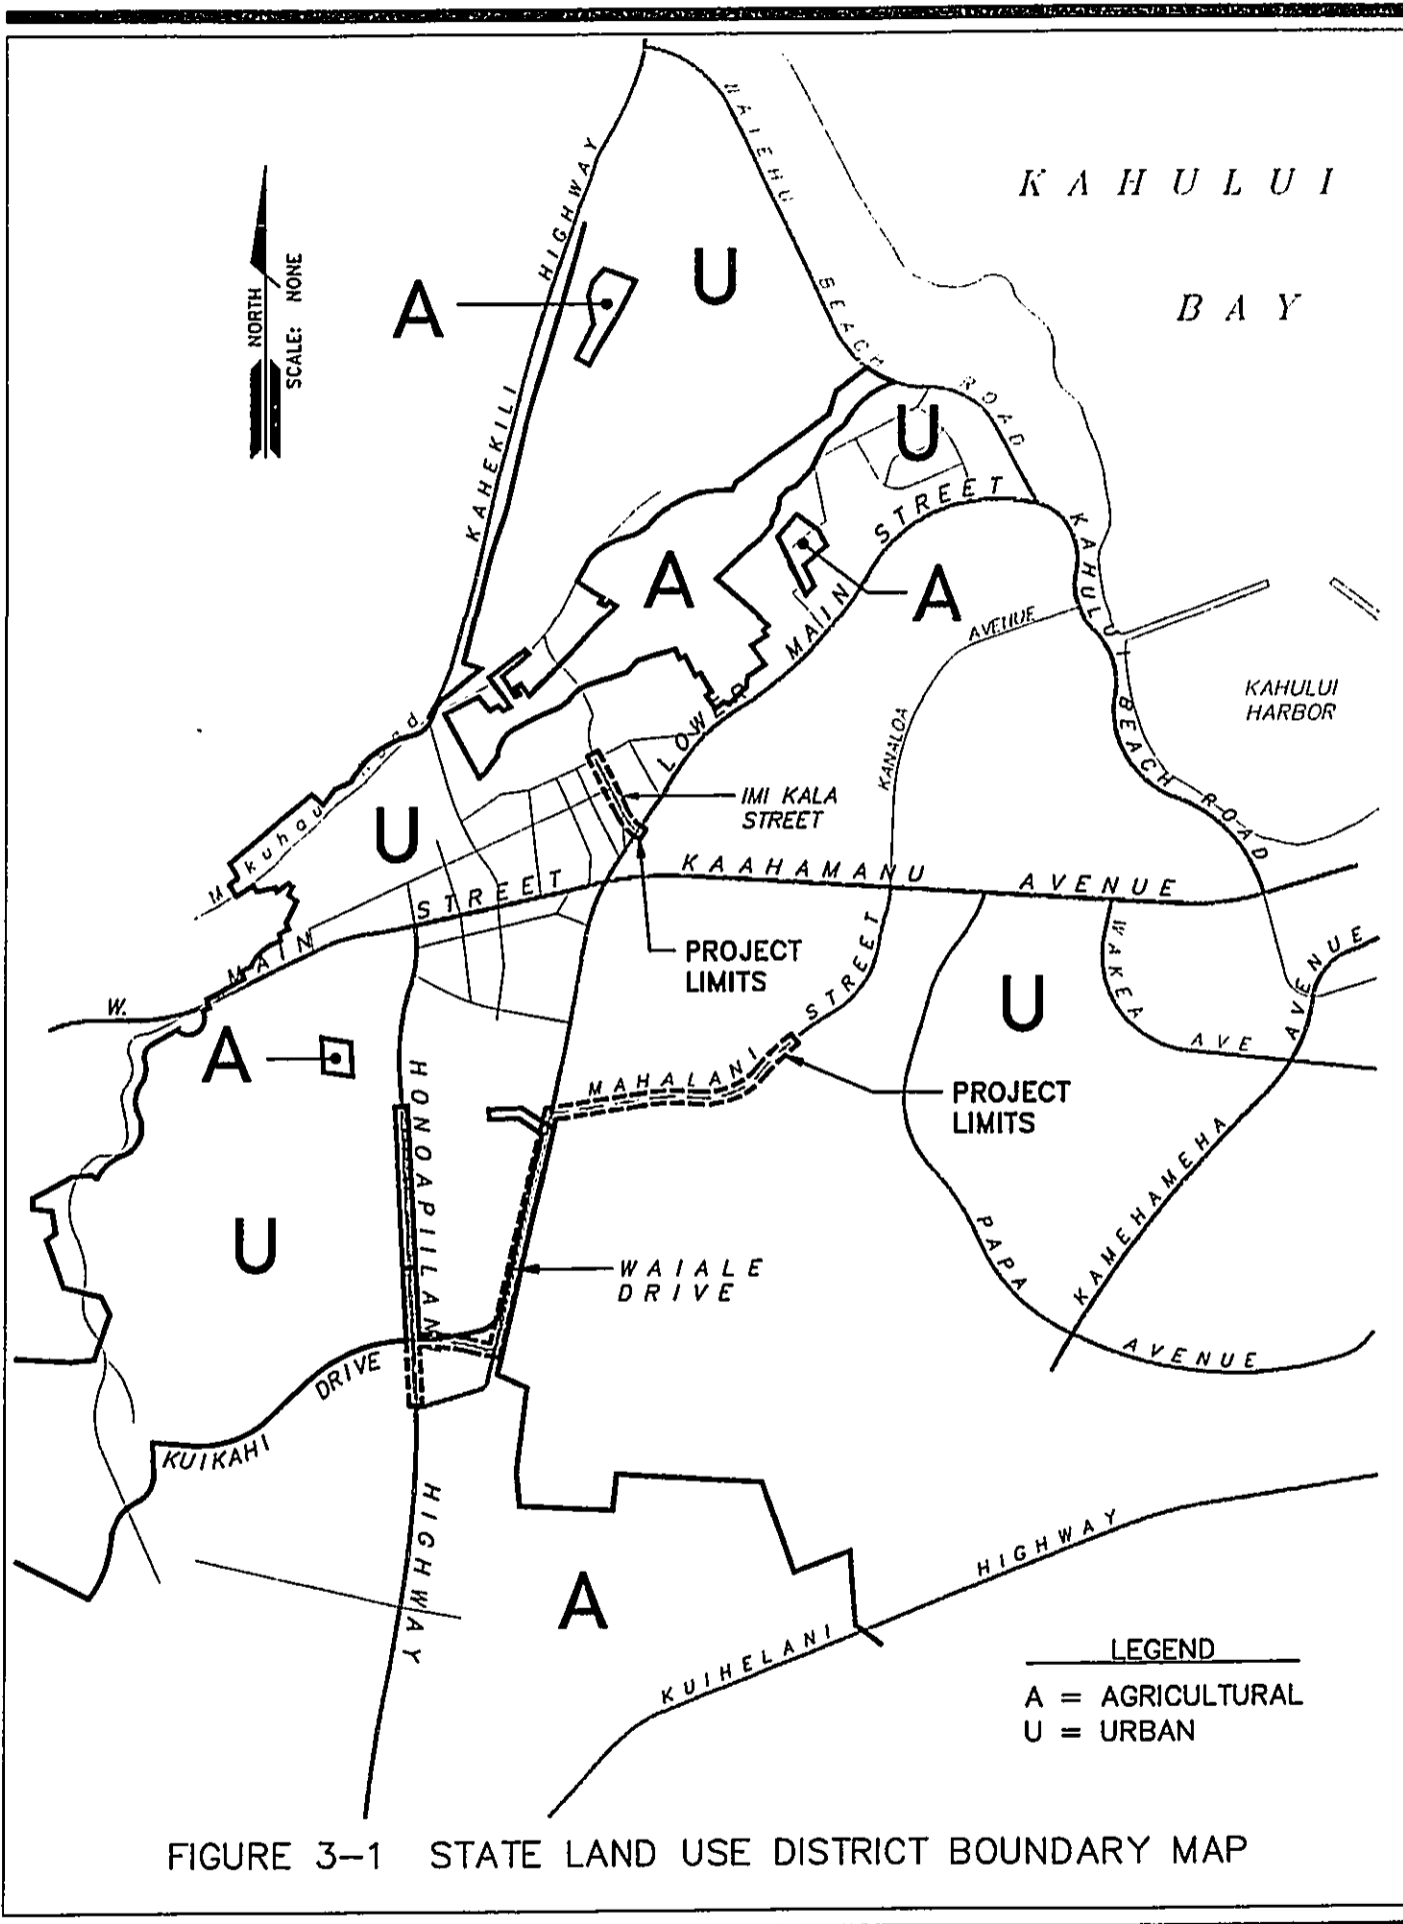 KAHULUI
BAY
WAIEHU
BEACH
ROAD
KAHEKILI HIGHWAY
NORTH
SCALE: NONE
A
U
U
A
A
LOWER MAIN STREET
KAHULUI BEACH ROAD
KANALOA AVENUE
KAHULUI
HARBOR
IMI KALA
STREET
U
Road
W. MAIN STREET
KAAHAMANU AVENUE
PROJECT
LIMITS
U
WAKEA AVE
KAMEHAMEHA AVENUE
A
MAHALANI STREET
PROJECT
LIMITS
HONOAPIILANI
HIGHWAY
U
WAIALE
DRIVE
PAPA AVENUE
KUIKAHI DRIVE
A
KUIHELANI HIGHWAY
LEGEND
A = AGRICULTURAL
U = URBAN
FIGURE 3-1 STATE LAND USE DISTRICT BOUNDARY MAP